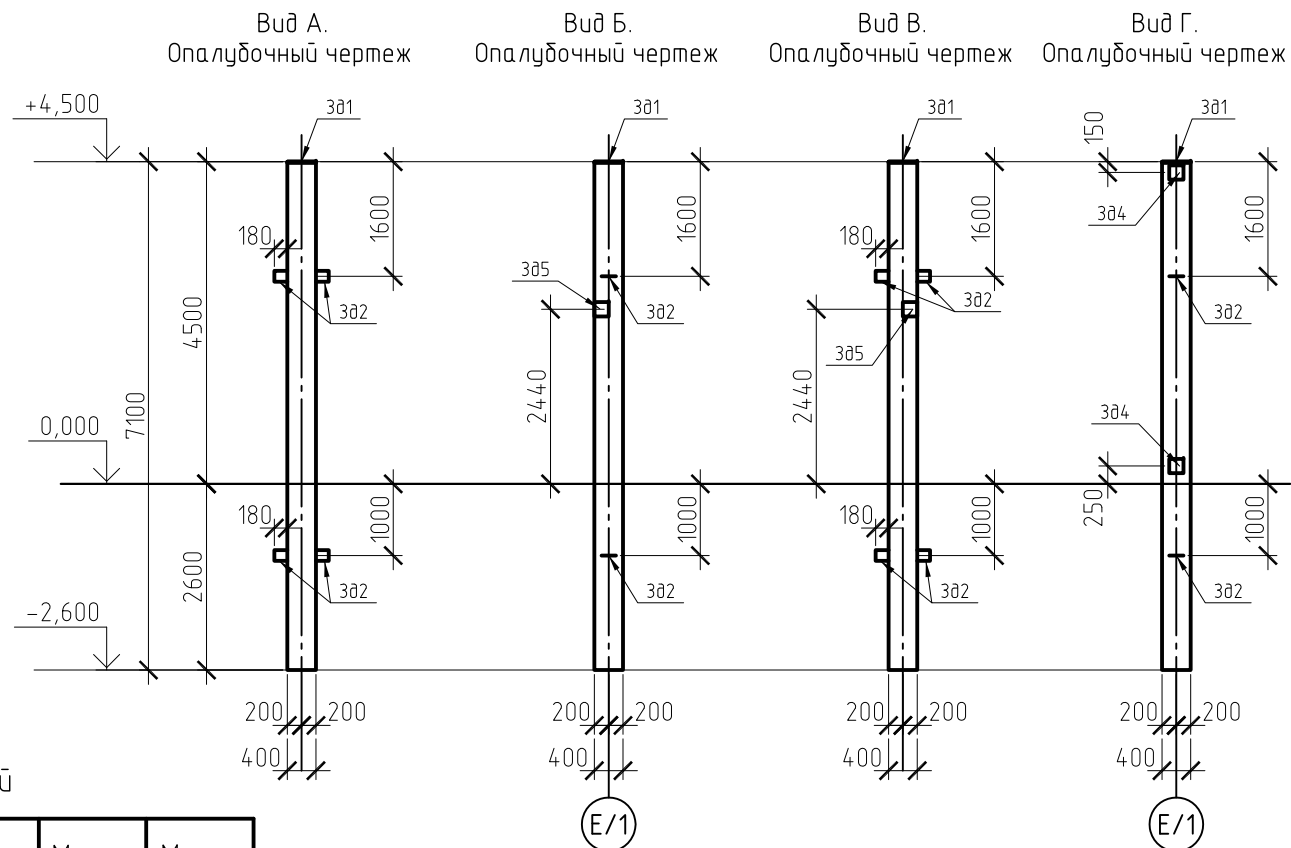 Вид А.
Опалубочный чертеж
Вид Б.
Опалубочный чертеж
Вид В.
Опалубочный чертеж
Вид Г.
Опалубочный чертеж
+4,500
0,000
-2,600
7100
4500
2600
Зд1
1600
180
Зд2
180
1000
Зд2
200
200
400
Зд1
1600
Зд5
Зд2
2440
1000
Зд2
200
200
400
Е/1
Зд1
1600
180
Зд2
Зд5
2440
180
1000
Зд2
200
200
400
150
Зд1
Зд4
1600
Зд2
Зд4
250
1000
Зд2
200
200
400
Е/1